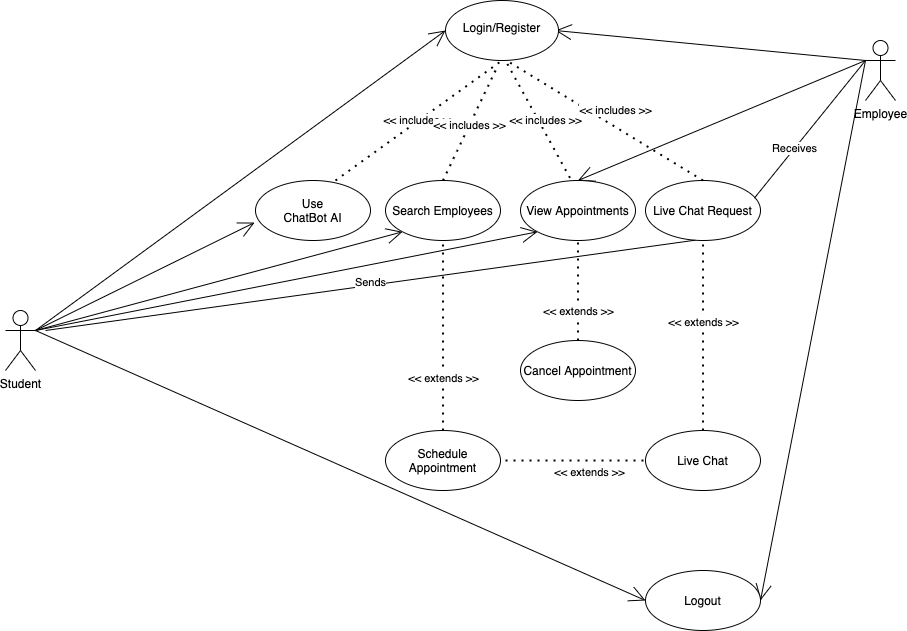 Login/Register
Employee
<< includes >>
<< includes >>
<< includes >>
<< includes >>
Receives
Use
ChatBot AI
Search Employees
View Appointments
Live Chat Request
Sends
Student
<< extends >>
<< extends >>
<< extends >>
Cancel Appointment
Schedule
Appointment
<< extends >>
Live Chat
Logout